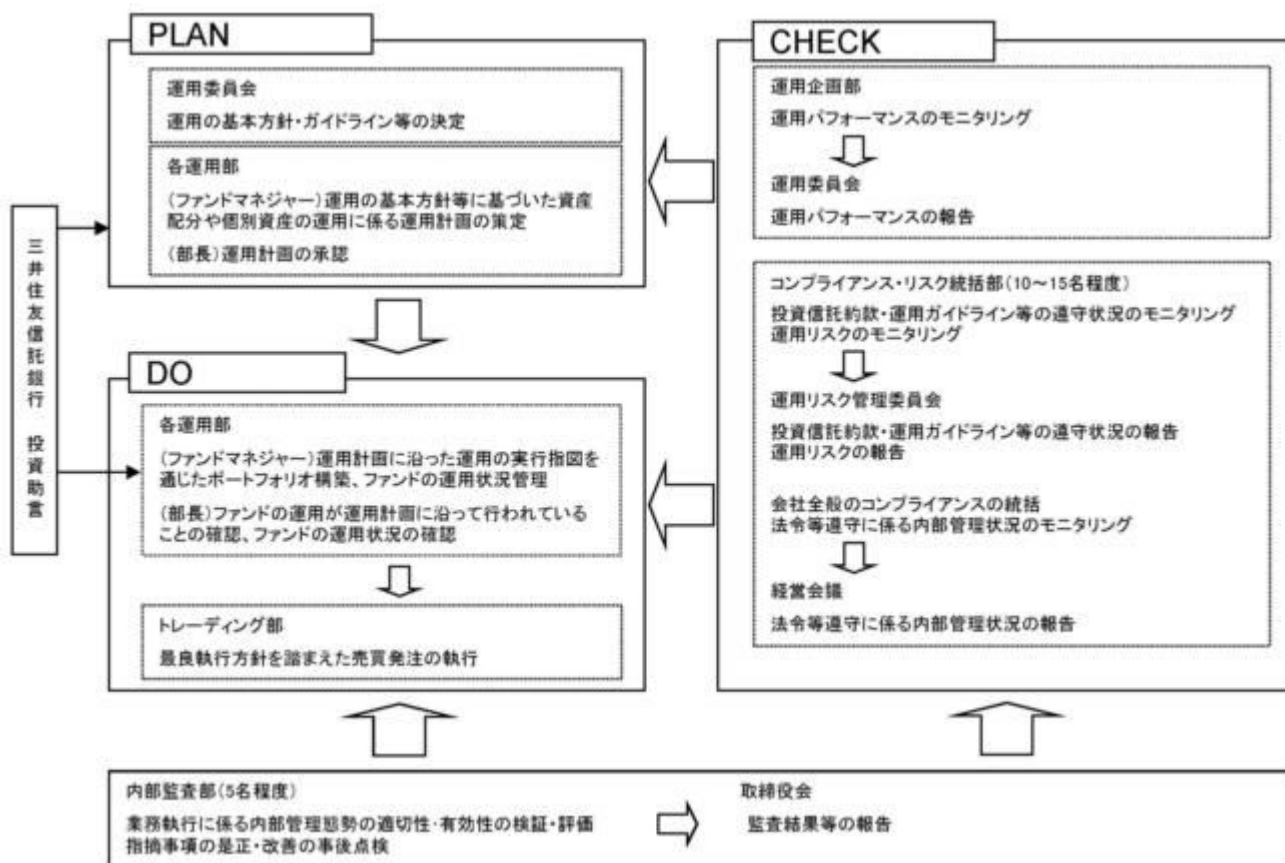 PLAN
運用委員会
運用の基本方針・ガイドライン等の決定
各運用部
(ファンドマネジャー)運用の基本方針等に基づいた資産
配分や個別資産の運用に係る運用計画の策定
(部長)運用計画の承認
三井住友信託銀行 投資助言
DO
各運用部
(ファンドマネジャー)運用計画に沿った運用の実行指図を
通じたポートフォリオ構築、ファンドの運用状況管理
(部長)ファンドの運用が運用計画に沿って行われている
ことの確認、ファンドの運用状況の確認
トレーディング部
最良執行方針を踏まえた売買発注の執行
CHECK
運用企画部
運用パフォーマンスのモニタリング
運用委員会
運用パフォーマンスの報告
コンプライアンス・リスク統括部(10〜15名程度)
投資信託約款・運用ガイドライン等の遵守状況のモニタリング
運用リスクのモニタリング
運用リスク管理委員会
投資信託約款・運用ガイドライン等の遵守状況の報告
運用リスクの報告
会社全般のコンプライアンスの統括
法令等遵守に係る内部管理状況のモニタリング
経営会議
法令等遵守に係る内部管理状況の報告
内部監査部(5名程度)
業務執行に係る内部管理態勢の適切性・有効性の検証・評価
指摘事項の是正・改善の事後点検
取締役会
監査結果等の報告